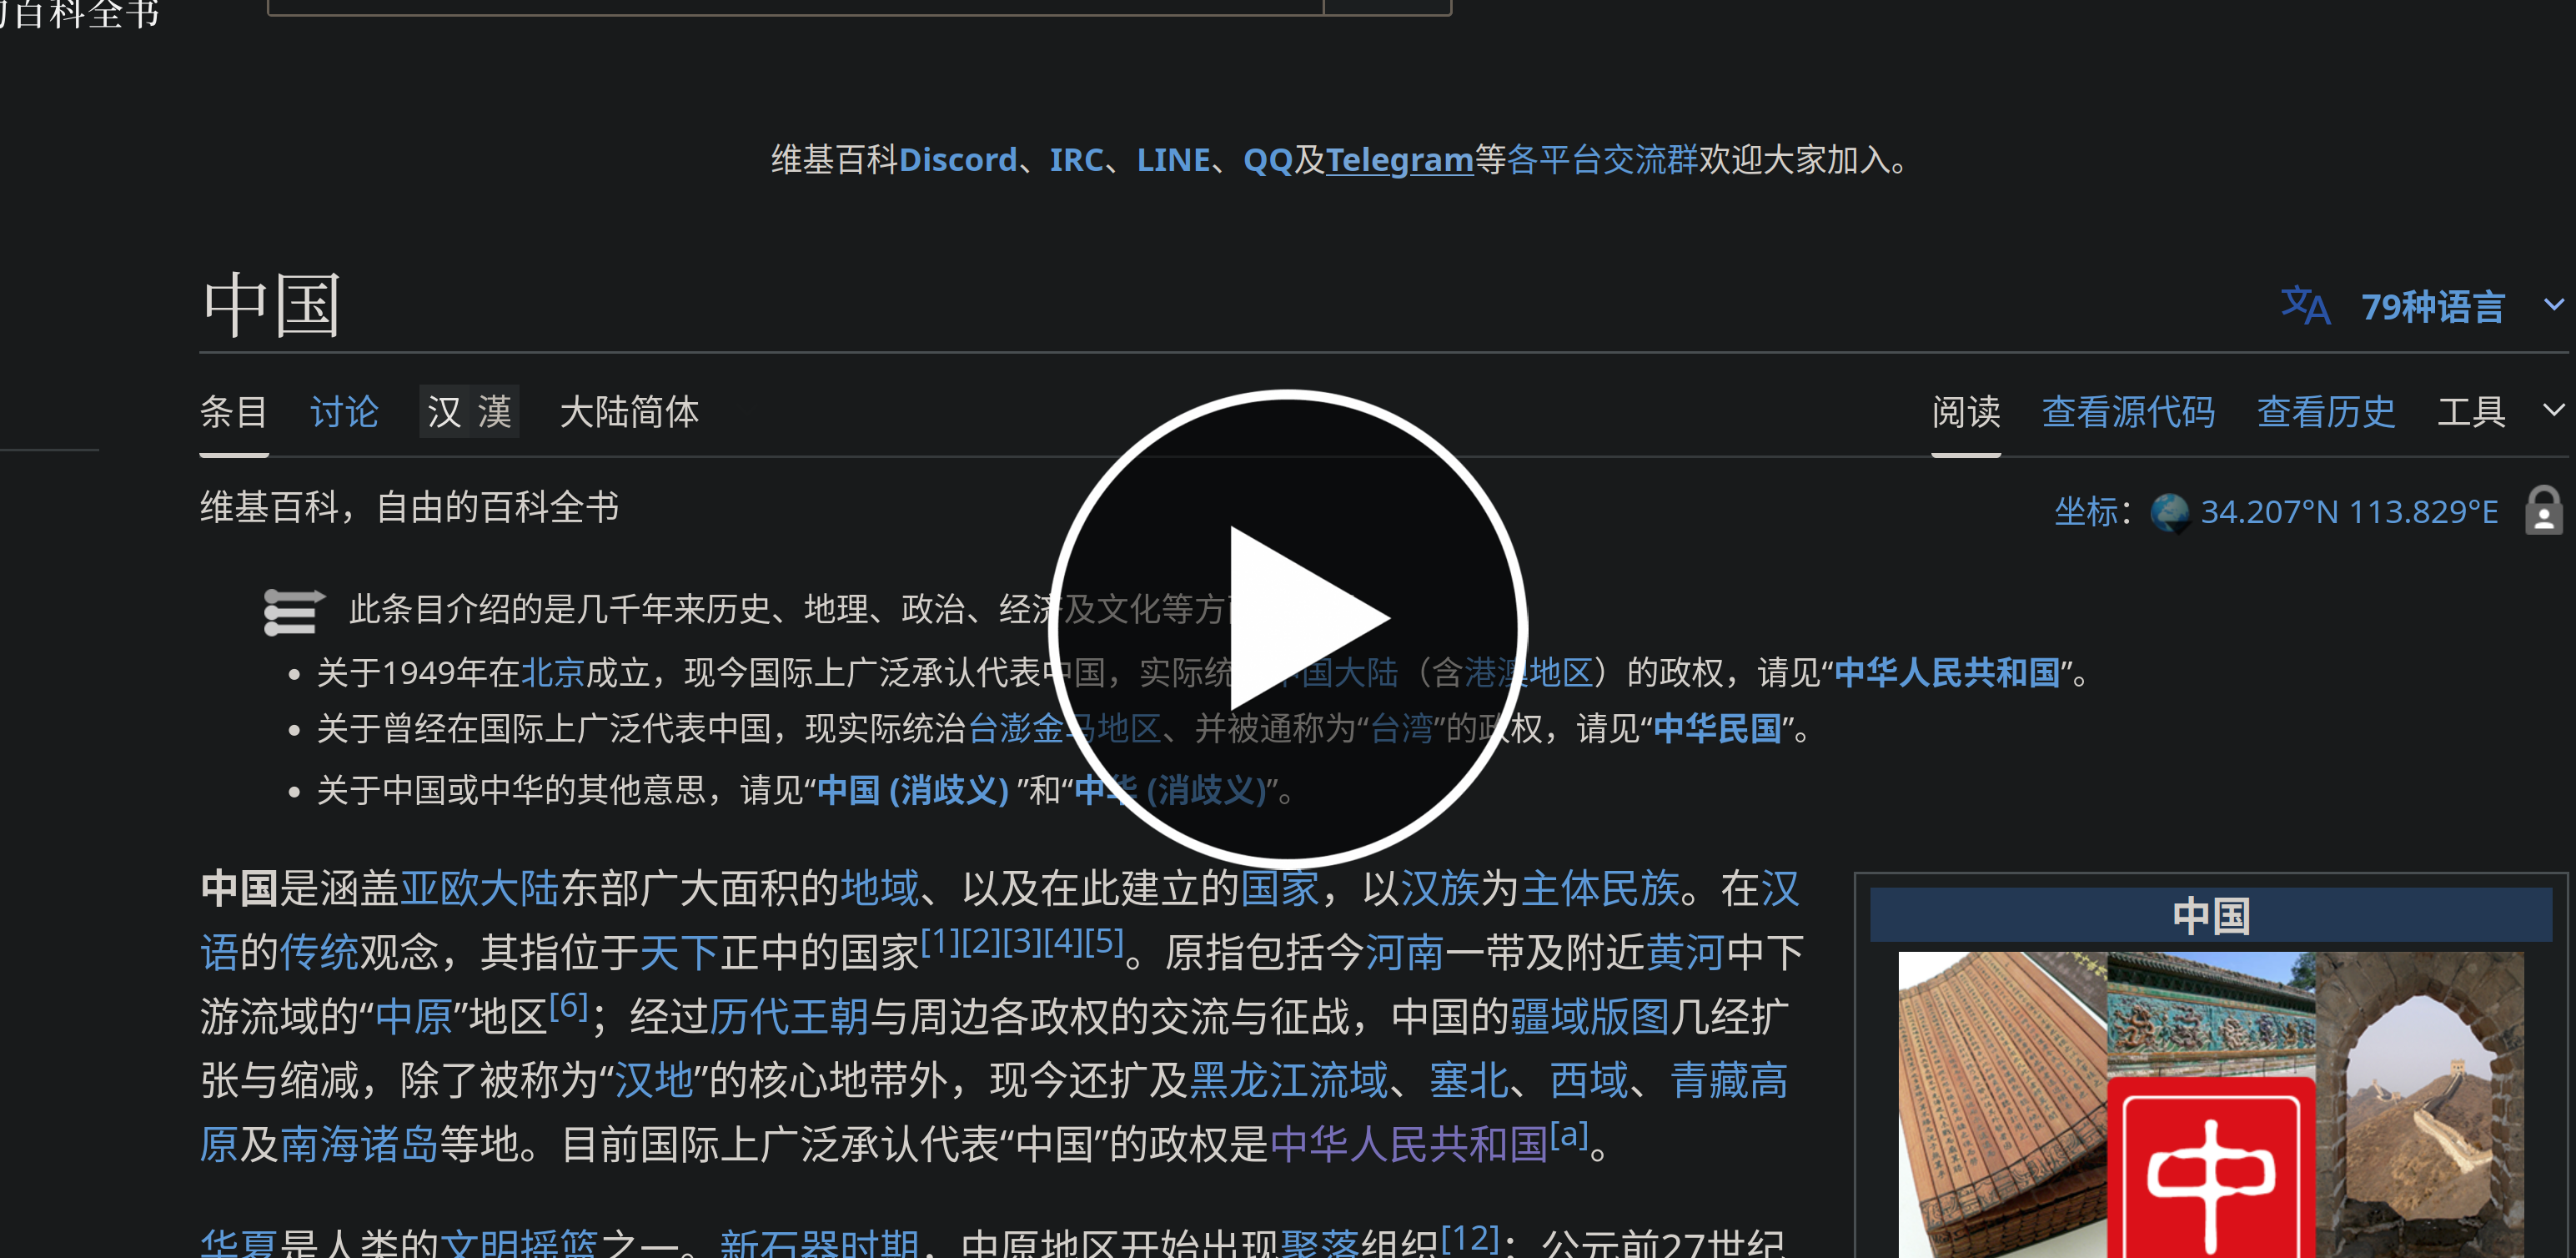 的百科全书
维基百科Discord、IRC、LINE、QQ及Telegram等各平台交流群欢迎大家加入。
中国
79种语言
条目 讨论 汉 漢 大陆简体
阅读 查看源代码 查看历史 工具
维基百科，自由的百科全书
坐标： 34.207°N 113.829°E
此条目介绍的是几千年来历史、地理、政治、经济及文化等方
关于1949年在北京成立，现今国际上广泛承认代表中国，实际统 中国大陆（含港澳地区）的政权，请见“中华人民共和国”。
关于曾经在国际上广泛代表中国，现实际统治台澎金马地区、并被通称为“台湾”的政权，请见“中华民国”。
关于中国或中华的其他意思，请见“中国 (消歧义) ”和“中华 (消歧义)”。
中国是涵盖亚欧大陆东部广大面积的地域、以及在此建立的国家，以汉族为主体民族。在汉
语的传统观念，其指位于天下正中的国家[1][2][3][4][5]。原指包括今河南一带及附近黄河中下
游流域的“中原”地区[6]；经过历代王朝与周边各政权的交流与征战，中国的疆域版图几经扩
张与缩减，除了被称为“汉地”的核心地带外，现今还扩及黑龙江流域、塞北、西域、青藏高
原及南海诸岛等地。目前国际上广泛承认代表“中国”的政权是中华人民共和国[a]。
华夏是人类的文明摇篮之一。新石器时期，中原地区开始出现聚落组织[12]；公元前27世纪
中国
中